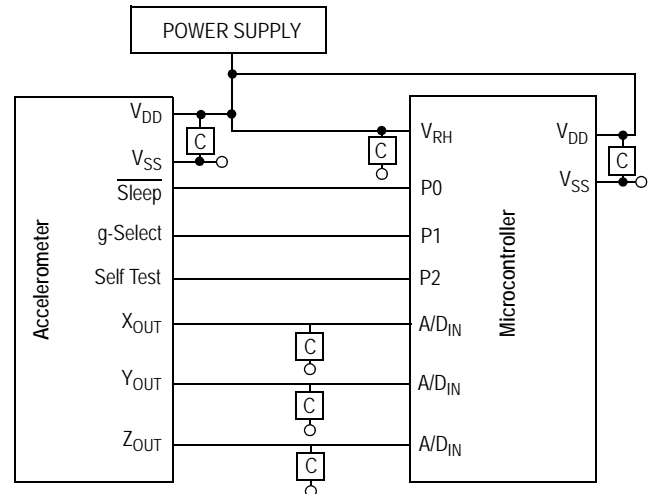 POWER SUPPLY
Accelerometer
V_DD
C
V_SS
Sleep
g-Select
Self Test
X_OUT
C
Y_OUT
C
Z_OUT
C
C
V_RH
P0
P1
P2
A/D_IN
A/D_IN
A/D_IN
Microcontroller
V_DD
C
V_SS